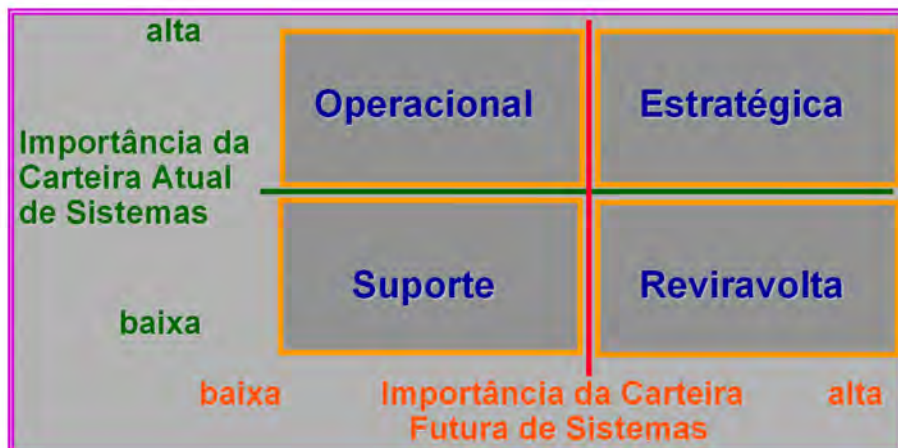 alta
Operacional
Estratégica
Importância da
Carteira Atual
de Sistemas
Suporte
Reviravolta
baixa
baixa
Importância da Carteira
Futura de Sistemas
alta